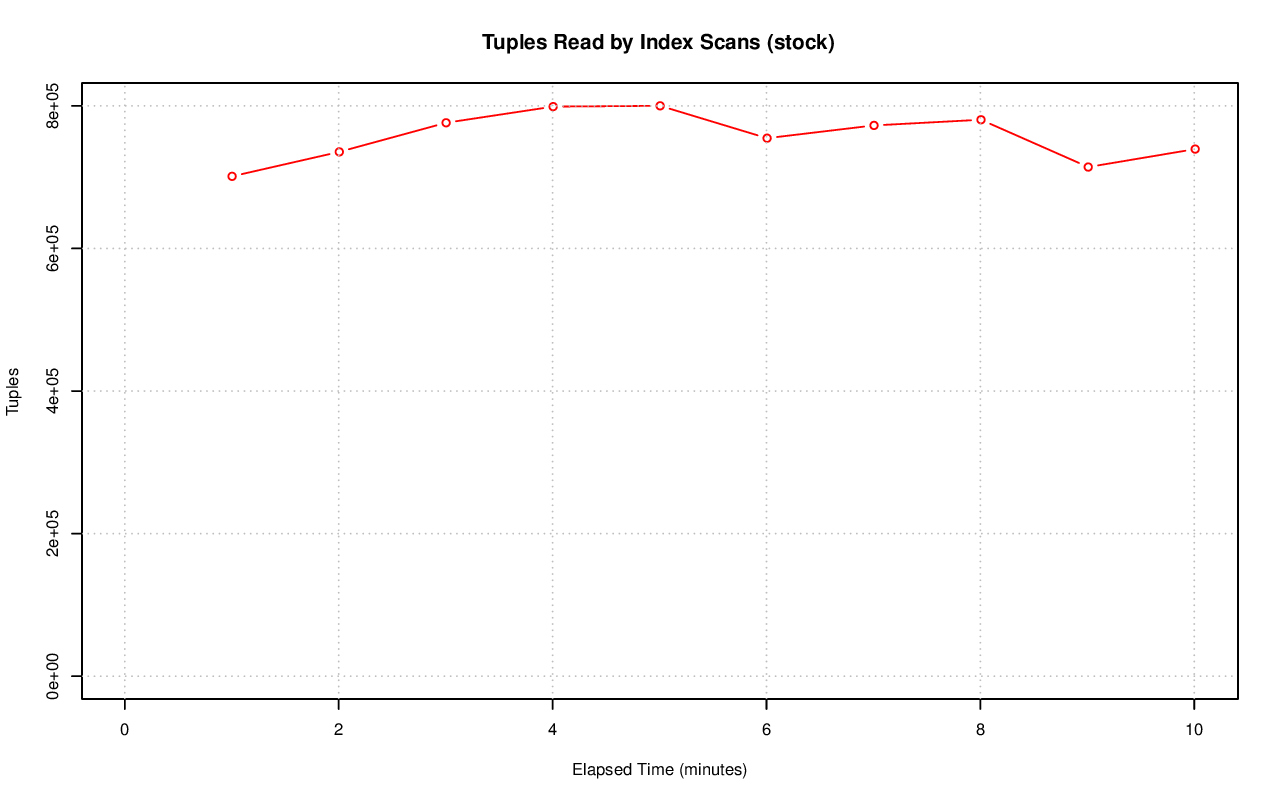 Tuples Read by Index Scans (stock)
Tuples
8e+05
6e+05
4e+05
2e+05
0e+00
0 2 4 6 8 10
Elapsed Time (minutes)